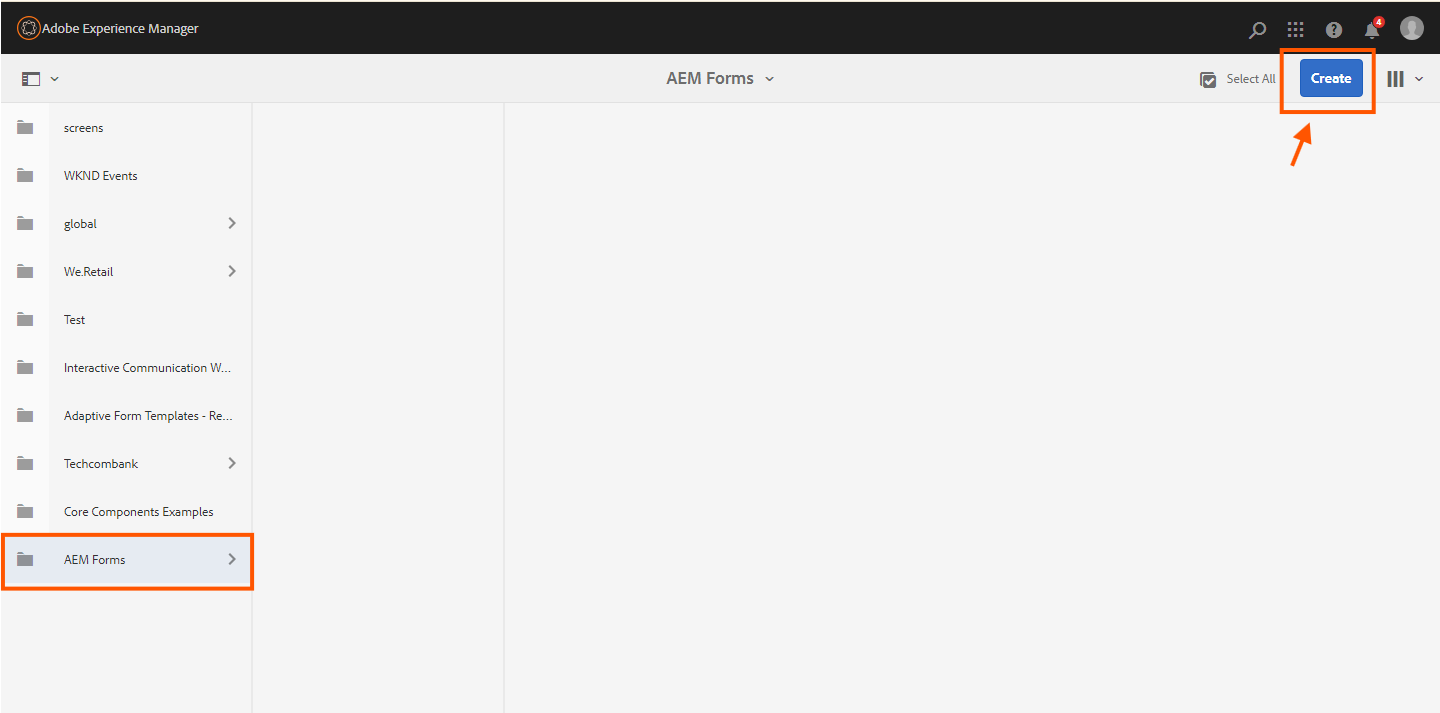 Adobe Experience Manager
4
AEM Forms
Select All
Create
screens
WKND Events
global
We.Retail
Test
Interactive Communication W...
Adaptive Form Templates - Re...
Techcombank
Core Components Examples
AEM Forms